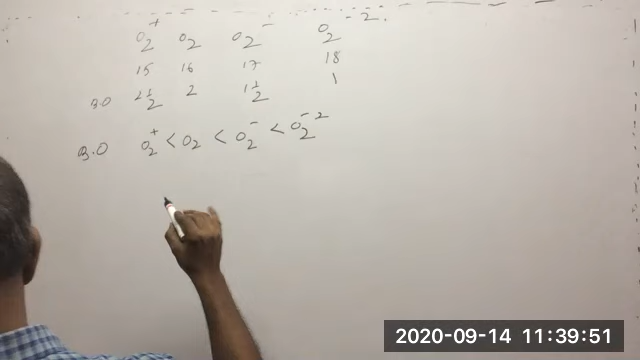 O₂⁺ O₂ O₂⁻ O₂⁻²
15 16 17 18
B.O 2½ 2 1½ 1
B.O O₂⁺ < O₂ < O₂⁻ < O₂⁻²
2020-09-14 11:39:51